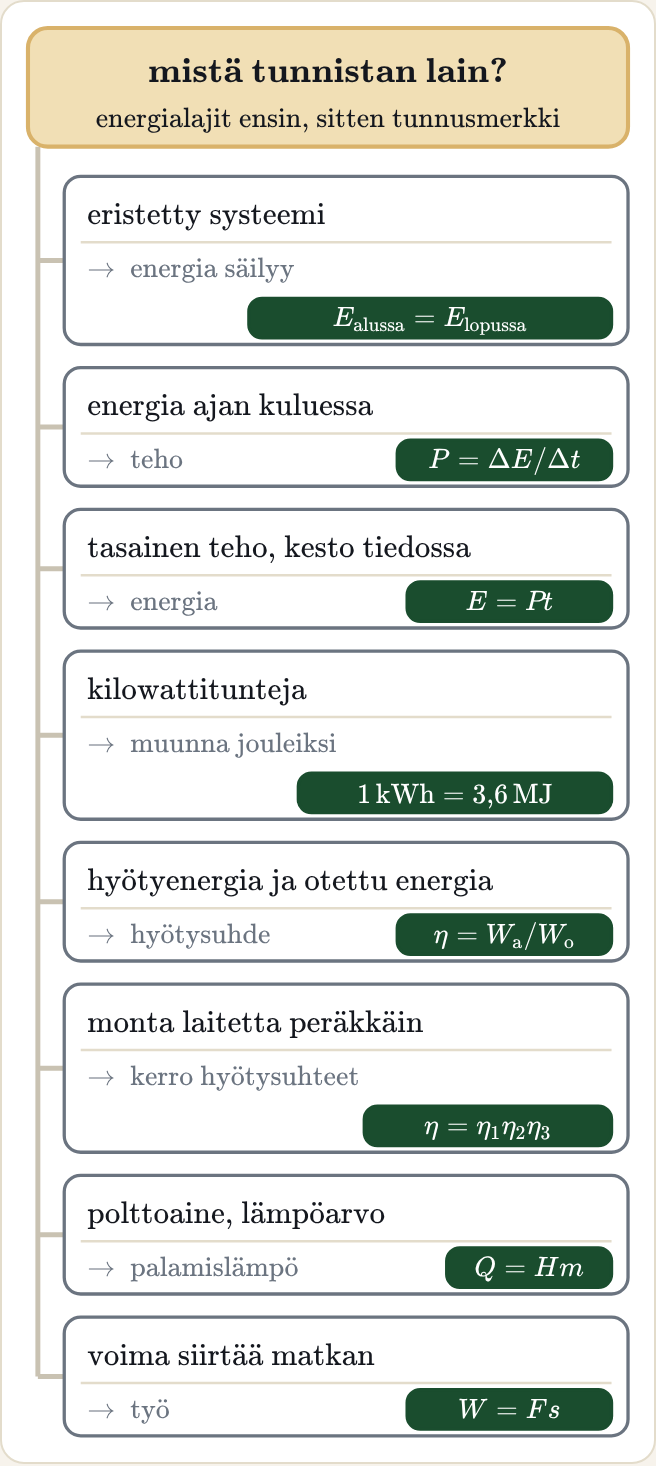 mistä tunnistan lain?
energialajit ensin, sitten tunnusmerkki
eristetty systeemi
→ energia säilyy
E_alussa = E_lopussa
energia ajan kuluessa
→ teho
P = ΔE/Δt
tasainen teho, kesto tiedossa
→ energia
E = Pt
kilowattitunteja
→ muunna jouleiksi
1 kWh = 3,6 MJ
hyötyenergia ja otettu energia
→ hyötysuhde
η = W_a/W_o
monta laitetta peräkkäin
→ kerro hyötysuhteet
η = η₁η₂η₃
polttoaine, lämpöarvo
→ palamislämpö
Q = Hm
voima siirtää matkan
→ työ
W = Fs